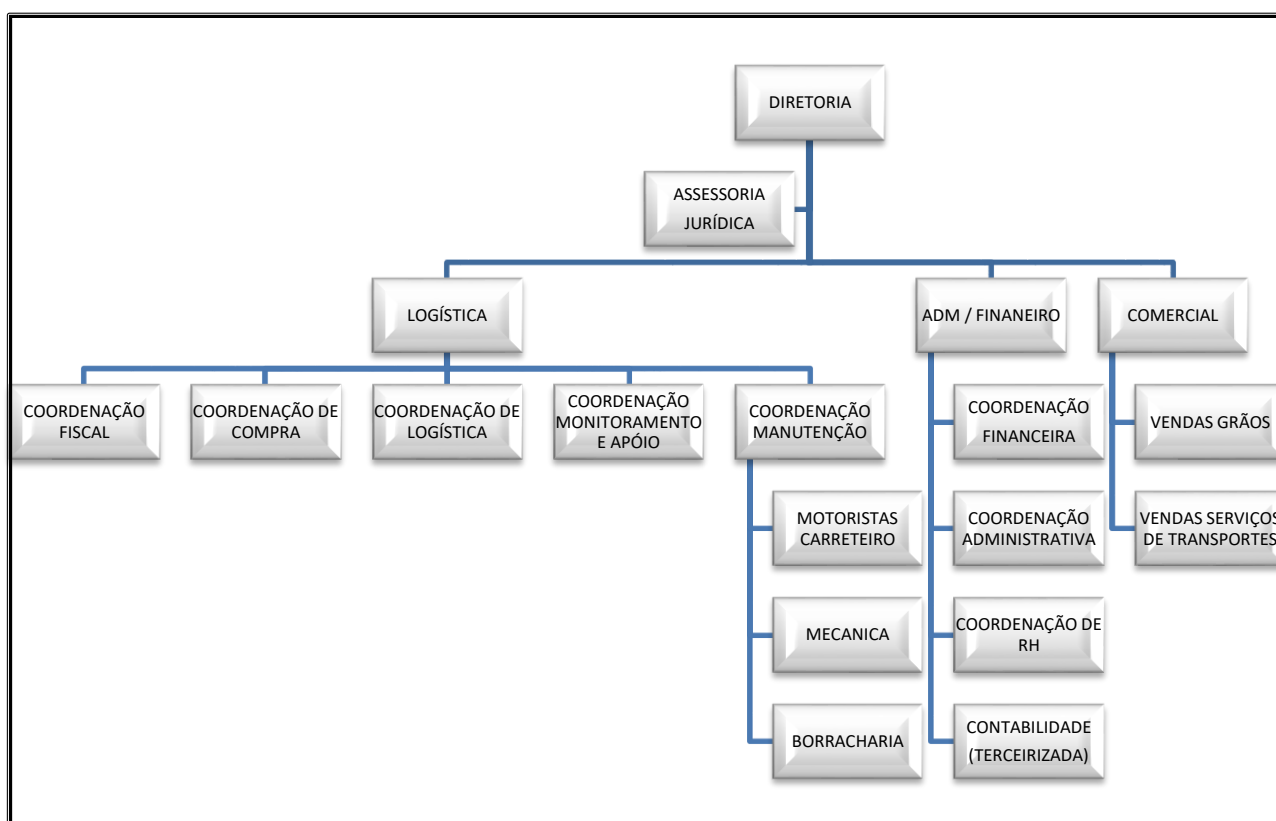 DIRETORIA
ASSESSORIA
JURÍDICA
LOGÍSTICA
ADM / FINANEIRO
COMERCIAL
COORDENAÇÃO
FISCAL
COORDENAÇÃO DE
COMPRA
COORDENAÇÃO DE
LOGÍSTICA
COORDENAÇÃO
MONITORAMENTO
E APÓIO
COORDENAÇÃO
MANUTENÇÃO
COORDENAÇÃO
FINANCEIRA
VENDAS GRÃOS
MOTORISTAS
CARRETEIRO
COORDENAÇÃO
ADMINISTRATIVA
VENDAS SERVIÇOS
DE TRANSPORTES
MECANICA
COORDENAÇÃO DE
RH
BORRACHARIA
CONTABILIDADE
(TERCEIRIZADA)